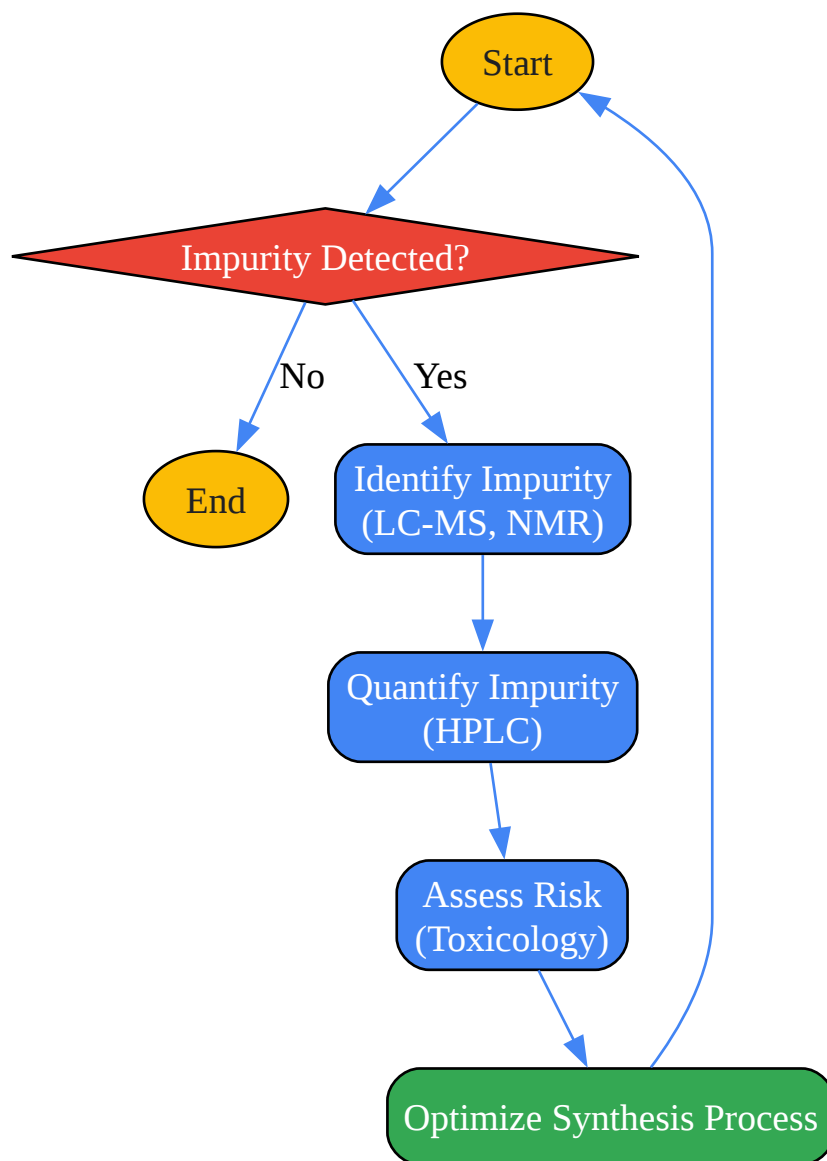 Start
Impurity Detected?
No
Yes
End
Identify Impurity
(LC-MS, NMR)
Quantify Impurity
(HPLC)
Assess Risk
(Toxicology)
Optimize Synthesis Process